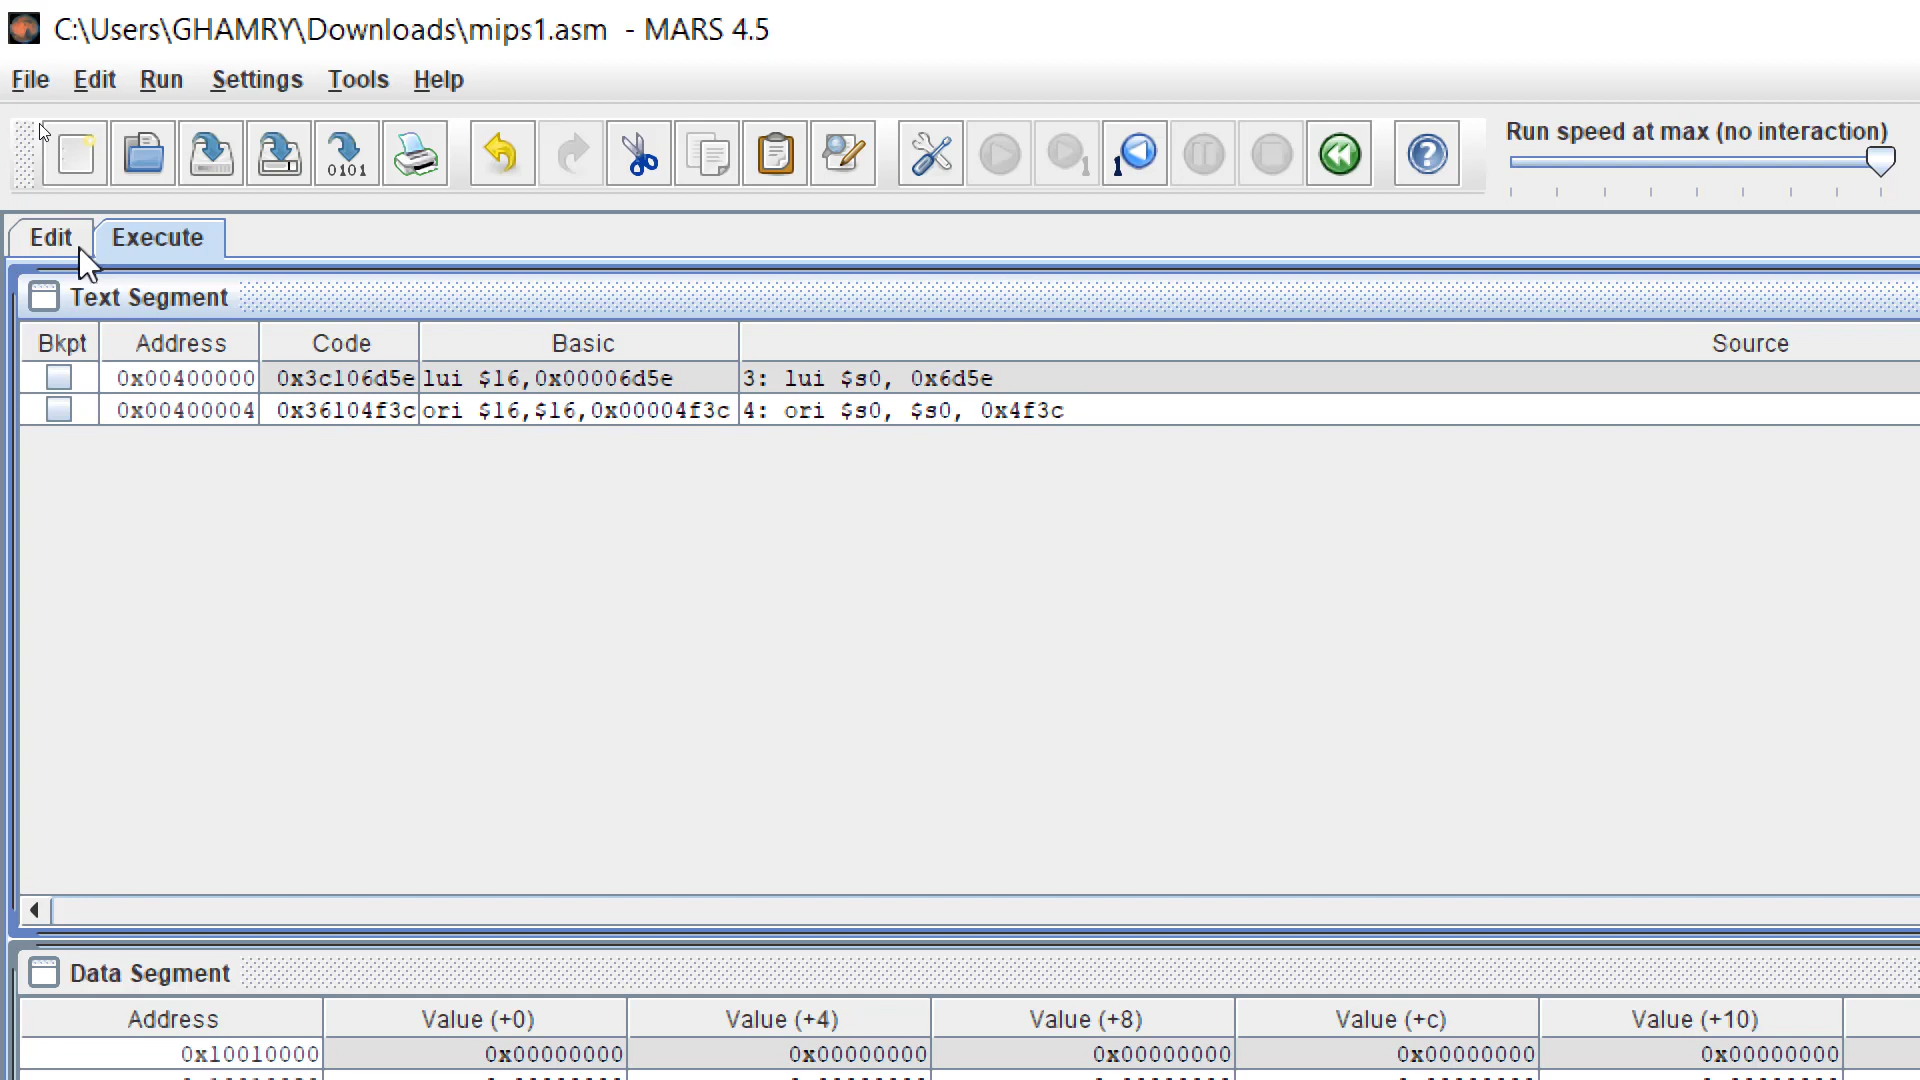 C:\Users\GHAMRY\Downloads\mips1.asm - MARS 4.5
File Edit Run Settings Tools Help
Run speed at max (no interaction)
0101 1 1
Edit Execute
Text Segment
Bkpt Address Code Basic Source
0x00400000 0x3c106d5e lui $16,0x00006d5e 3: lui $s0, 0x6d5e
0x00400004 0x36104f3c ori $16,$16,0x00004f3c 4: ori $s0, $s0, 0x4f3c
Data Segment
Address Value (+0) Value (+4) Value (+8) Value (+c) Value (+10)
0x10010000 0x00000000 0x00000000 0x00000000 0x00000000 0x00000000